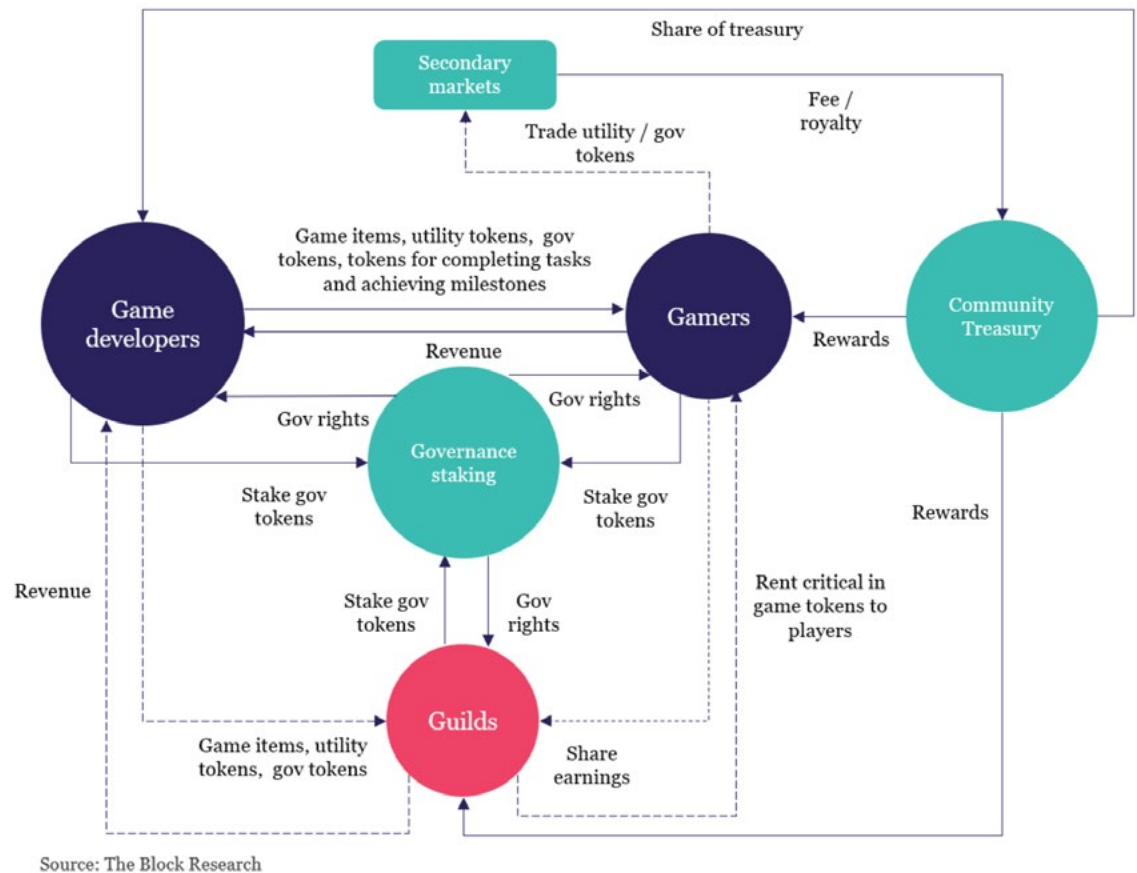 Share of treasury
Secondary
markets
Fee /
royalty
Trade utility / gov
tokens
Game items, utility tokens, gov
tokens, tokens for completing tasks
and achieving milestones
Game
developers
Gamers
Community
Treasury
Rewards
Revenue
Gov rights
Gov rights
Governance
staking
Stake gov
tokens
Stake gov
tokens
Rewards
Revenue
Stake gov
tokens
Gov
rights
Rent critical in
game tokens to
players
Guilds
Game items, utility
tokens, gov tokens
Share
earnings
Source: The Block Research